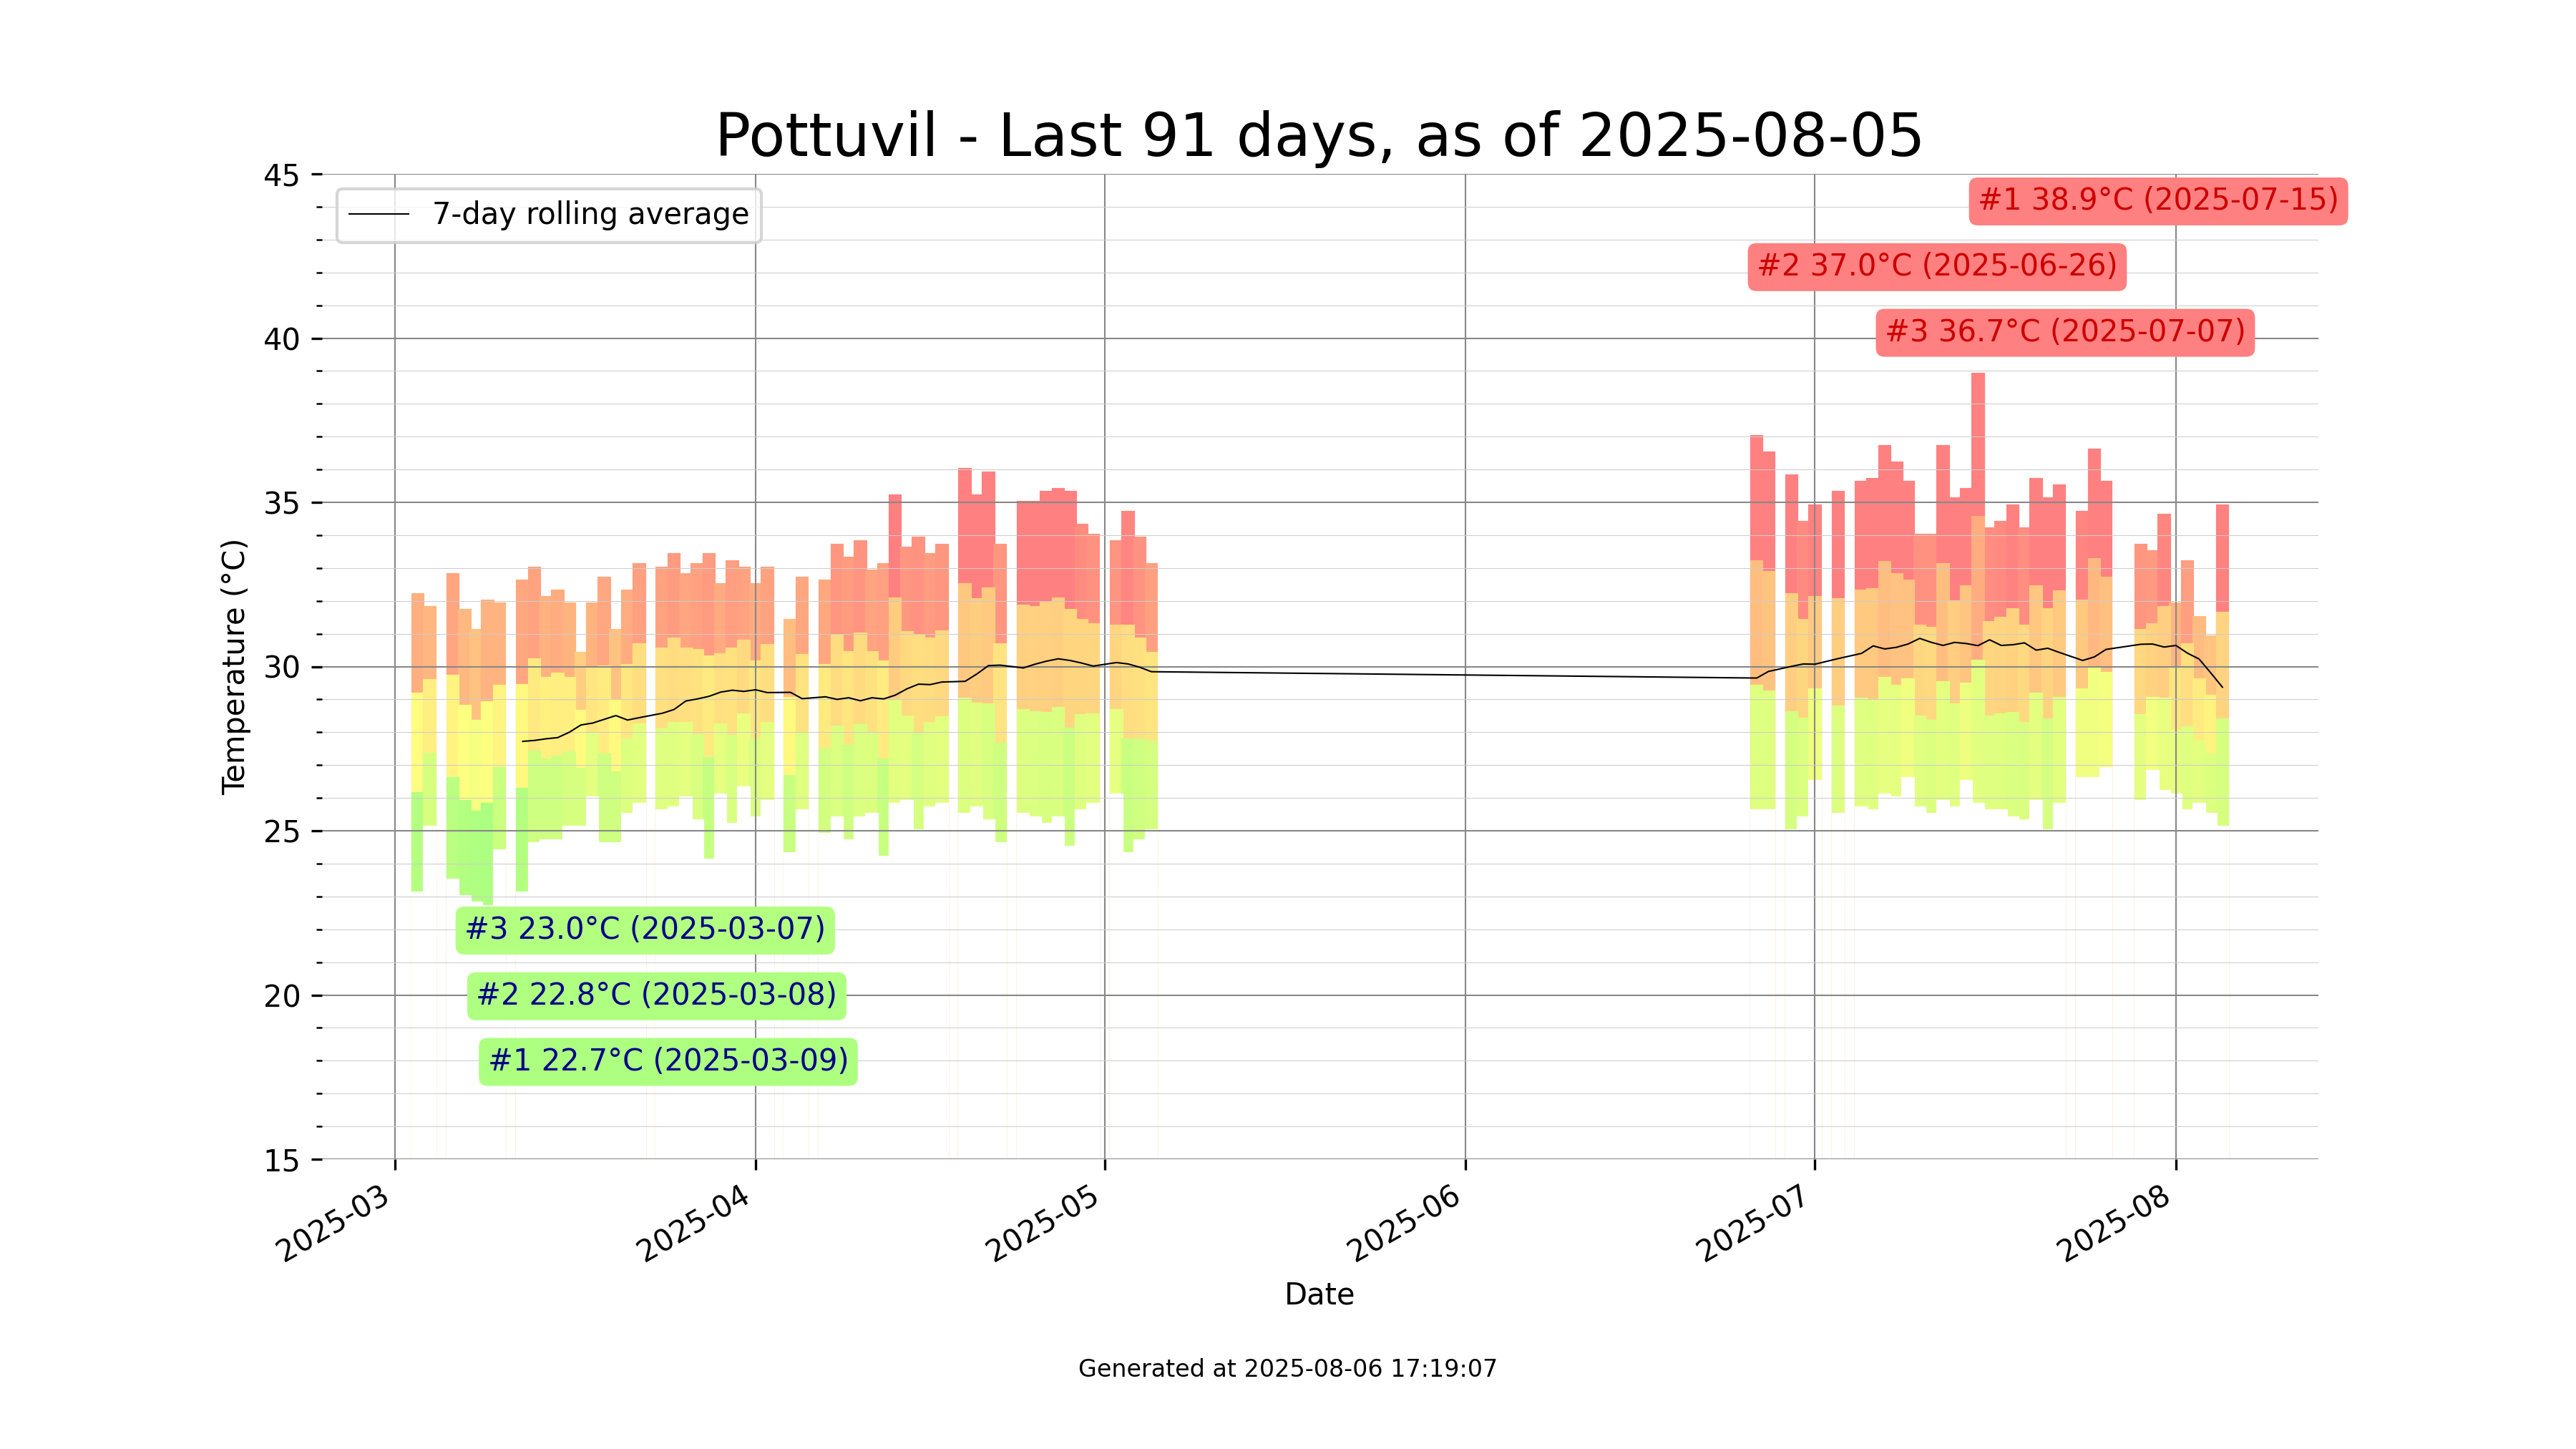 Pottuvil - Last 91 days, as of 2025-08-05
45
40
35
30
25
20
15
Temperature (°C)
7-day rolling average
#1 38.9°C (2025-07-15)
#2 37.0°C (2025-06-26)
#3 36.7°C (2025-07-07)
#3 23.0°C (2025-03-07)
#2 22.8°C (2025-03-08)
#1 22.7°C (2025-03-09)
2025-03
2025-04
2025-05
2025-06
2025-07
2025-08
Date
Generated at 2025-08-06 17:19:07